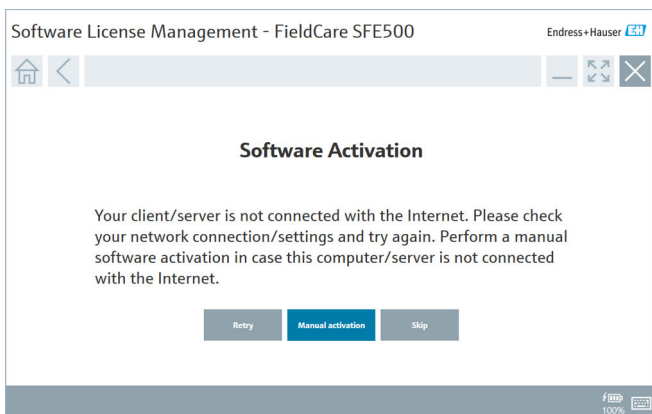 Software License Management - FieldCare SFE500
Endress+Hauser EH
Software Activation
Your client/server is not connected with the Internet. Please check
your network connection/settings and try again. Perform a manual
software activation in case this computer/server is not connected
with the Internet.
Retry
Manual activation
Skip
100%